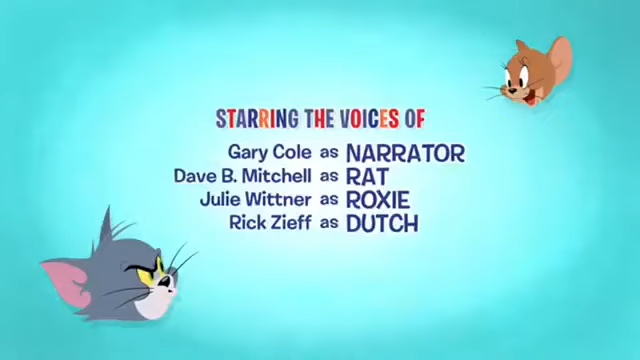 STARRING THE VOICES OF
Gary Cole as NARRATOR
Dave B. Mitchell as RAT
Julie Wittner as ROXIE
Rick Zieff as DUTCH